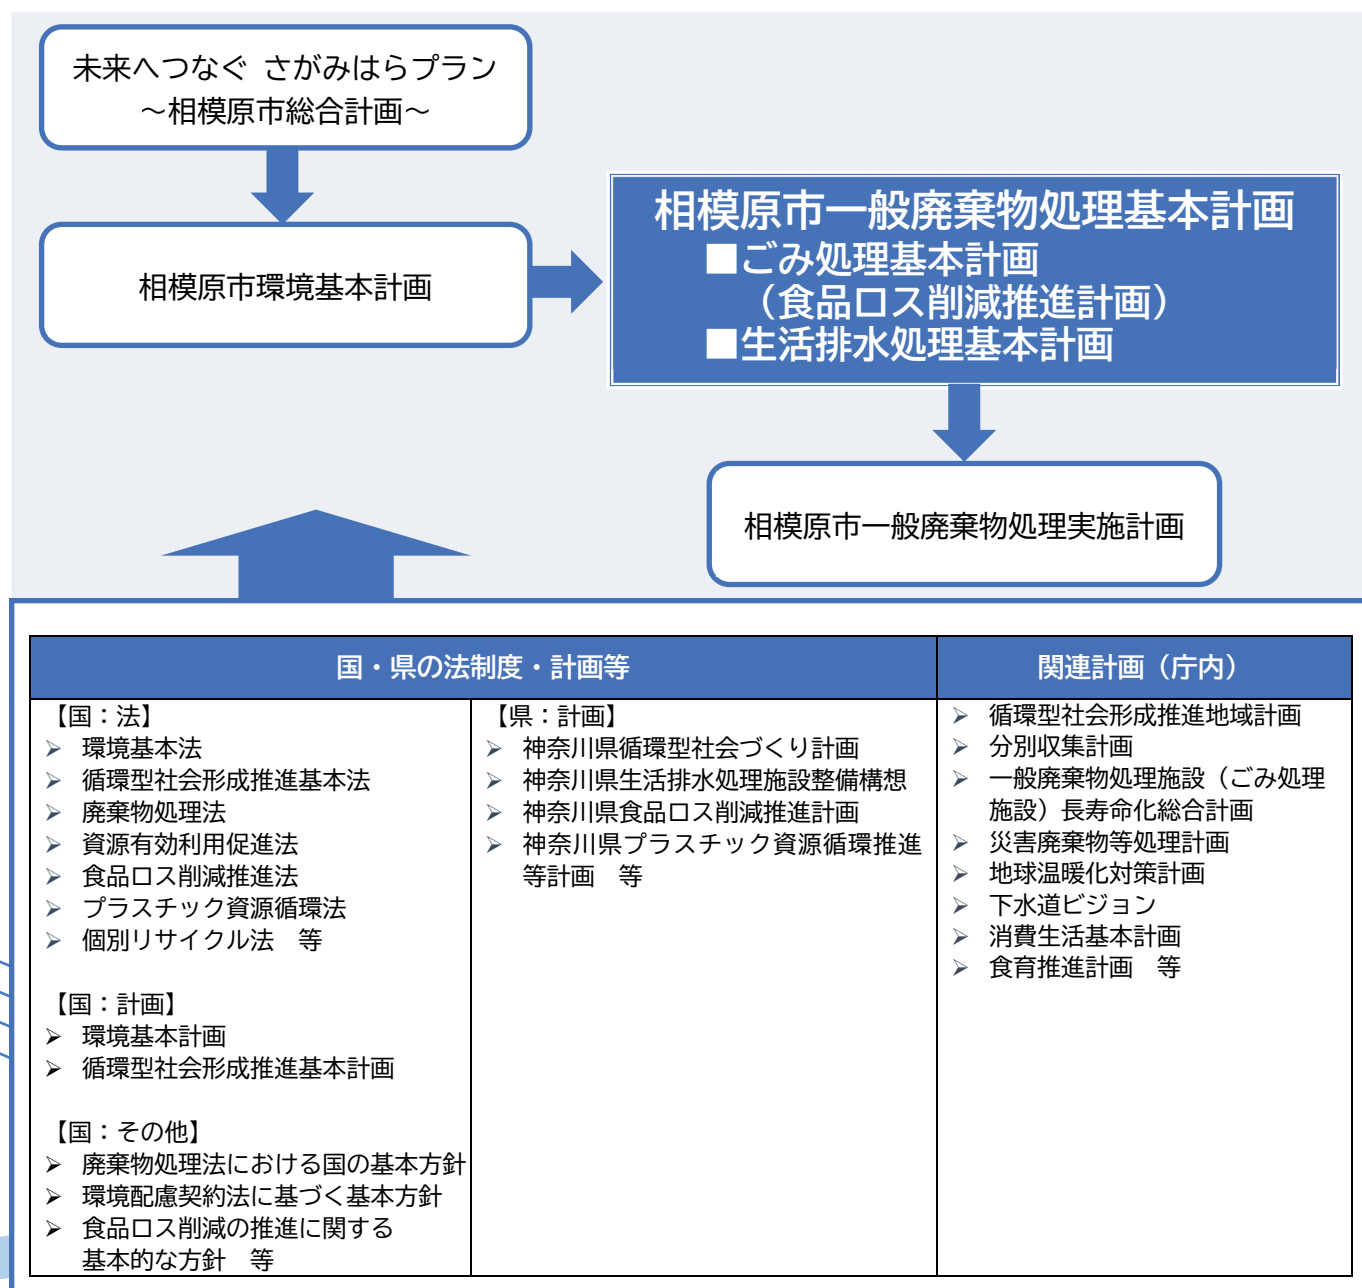 未来へつなぐ さがみはらプラン
～相模原市総合計画～
相模原市環境基本計画
相模原市一般廃棄物処理基本計画
■ごみ処理基本計画
（食品ロス削減推進計画）
■生活排水処理基本計画
相模原市一般廃棄物処理実施計画
国・県の法制度・計画等
【国：法】
➢ 環境基本法
➢ 循環型社会形成推進基本法
➢ 廃棄物処理法
➢ 資源有効利用促進法
➢ 食品ロス削減推進法
➢ プラスチック資源循環法
➢ 個別リサイクル法　等
【国：計画】
➢ 環境基本計画
➢ 循環型社会形成推進基本計画
【国：その他】
➢ 廃棄物処理法における国の基本方針
➢ 環境配慮契約法に基づく基本方針
➢ 食品ロス削減の推進に関する
基本的な方針　等
【県：計画】
➢ 神奈川県循環型社会づくり計画
➢ 神奈川県生活排水処理施設整備構想
➢ 神奈川県食品ロス削減推進計画
➢ 神奈川県プラスチック資源循環推進
等計画　等
関連計画（庁内）
➢ 循環型社会形成推進地域計画
➢ 分別収集計画
➢ 一般廃棄物処理施設（ごみ処理
施設）長寿命化総合計画
➢ 災害廃棄物等処理計画
➢ 地球温暖化対策計画
➢ 下水道ビジョン
➢ 消費生活基本計画
➢ 食育推進計画　等